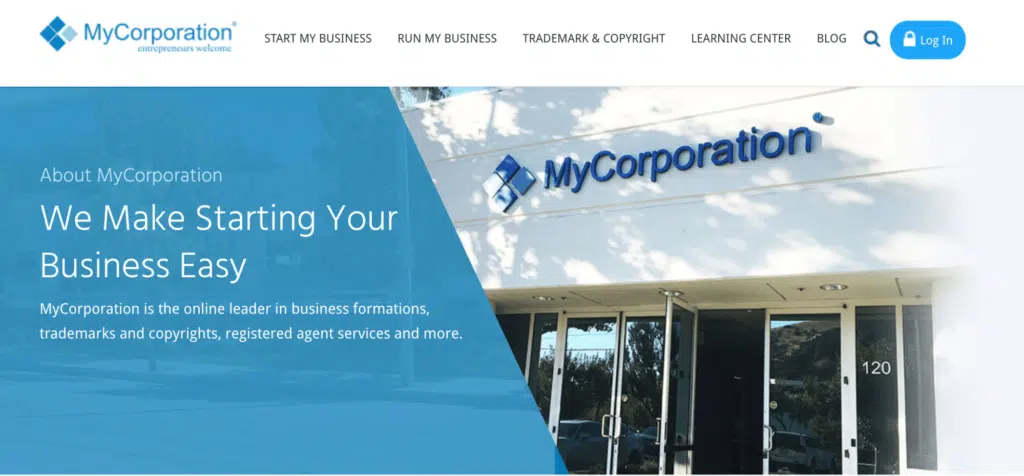 MyCorporation®
entrepreneurs welcome
START MY BUSINESS
RUN MY BUSINESS
TRADEMARK & COPYRIGHT
LEARNING CENTER
BLOG
Log In
About MyCorporation
We Make Starting Your
Business Easy
MyCorporation is the online leader in business formations,
trademarks and copyrights, registered agent services and more.
MyCorporation®
120